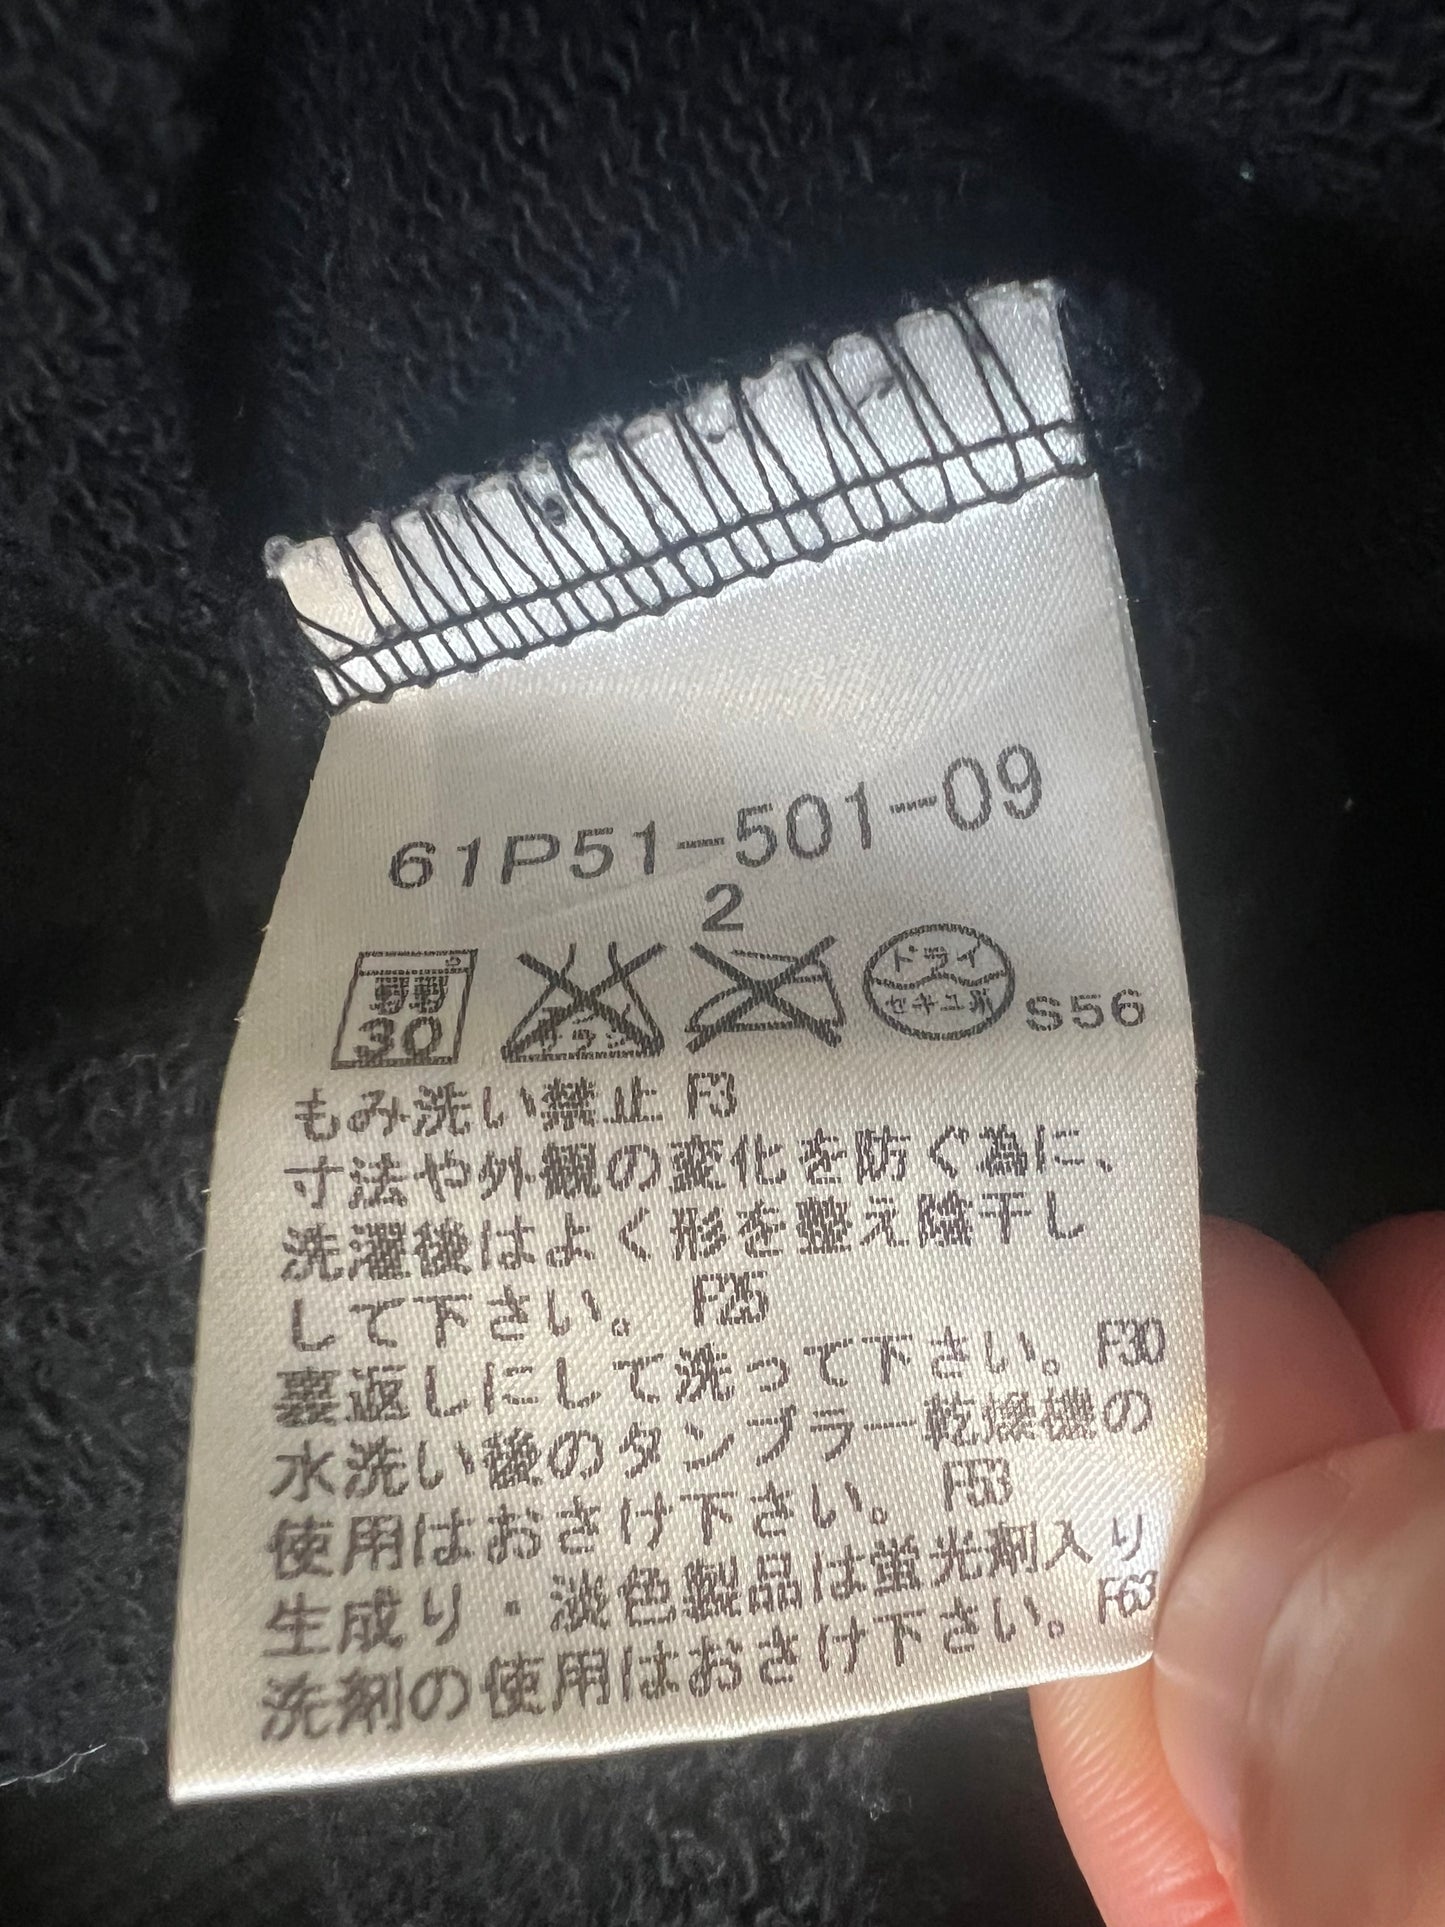 61P51-501-09
2
弱 30
エンソサラシ
ドライ
セキユ系
S56
もみ洗い禁止 F3
寸法や外観の変化を防ぐ為に、
洗濯後はよく形を整え陰干し
して下さい。 F25
裏返しにして洗って下さい。F30
水洗い後のタンブラー乾燥機の
使用はおさけ下さい。 F53
生成り・淡色製品は蛍光剤入り
洗剤の使用はおさけ下さい。F63